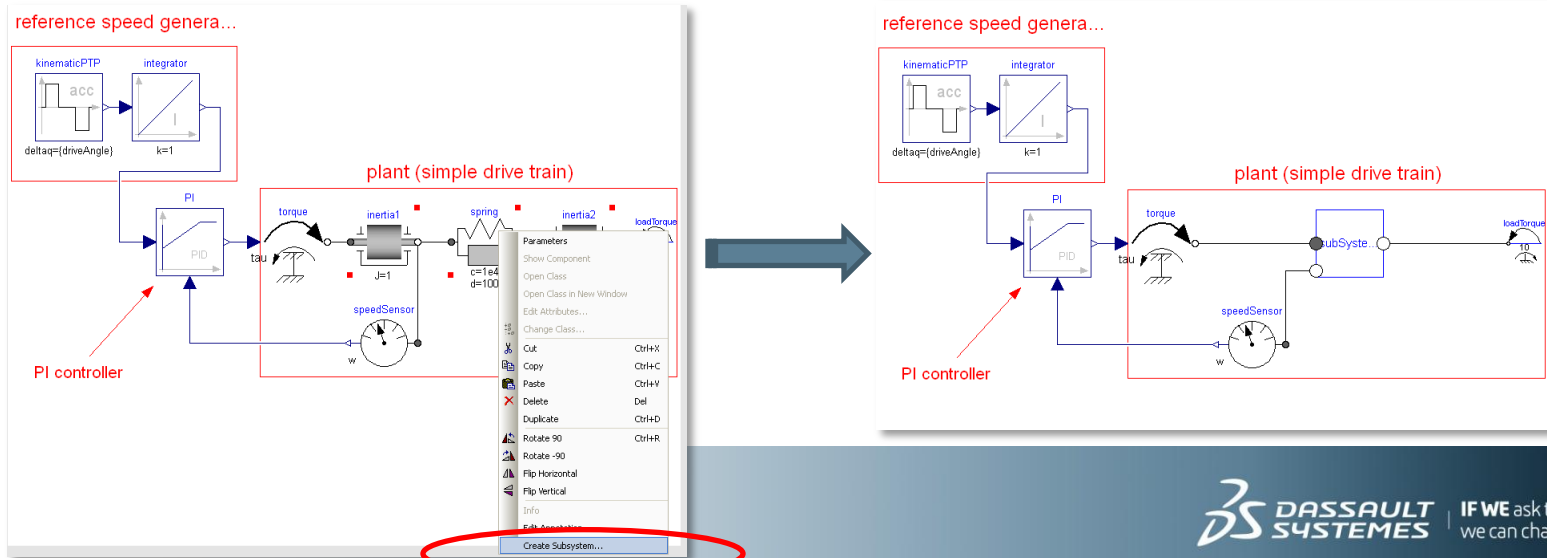 reference speed genera...
kinematicPTP
integrator
acc
I
deltaq={driveAngle}
k=1
plant (simple drive train)
PI
PID
torque
tau
inertia1
J=1
spring
c=1e4
d=100
inertia2
loadTorque
speedSensor
w
PI controller
Parameters
Show Component
Open Class
Open Class in New Window
Edit Attributes...
Change Class...
Cut Ctrl+X
Copy Ctrl+C
Paste Ctrl+V
Delete Del
Duplicate Ctrl+D
Rotate 90 Ctrl+R
Rotate -90
Flip Horizontal
Flip Vertical
Info
Edit Annotation
Create Subsystem...
reference speed genera...
kinematicPTP
integrator
acc
I
deltaq={driveAngle}
k=1
plant (simple drive train)
PI
PID
torque
tau
subSyste...
loadTorque
10
speedSensor
w
PI controller
DASSAULT
SYSTEMES
IF WE ask
we can cha